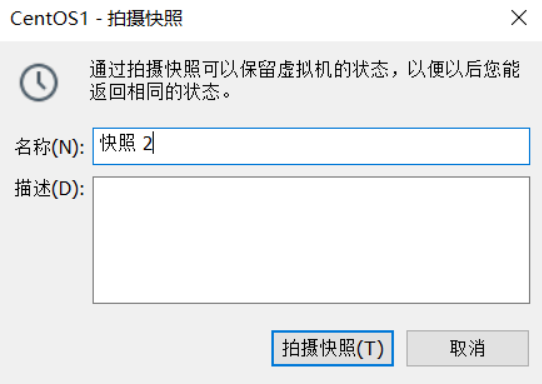 CentOS1 - 拍摄快照
通过拍摄快照可以保留虚拟机的状态，以便以后您能
返回相同的状态。
名称(N): 快照 2
描述(D):
拍摄快照(T) 取消